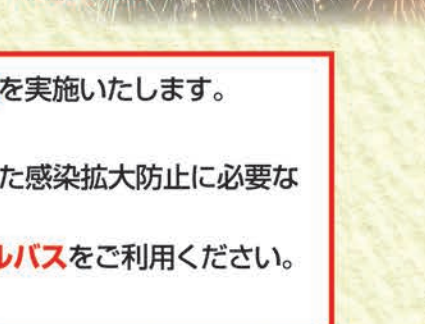 を実施いたします。
た感染拡大防止に必要な
ルバスをご利用ください。